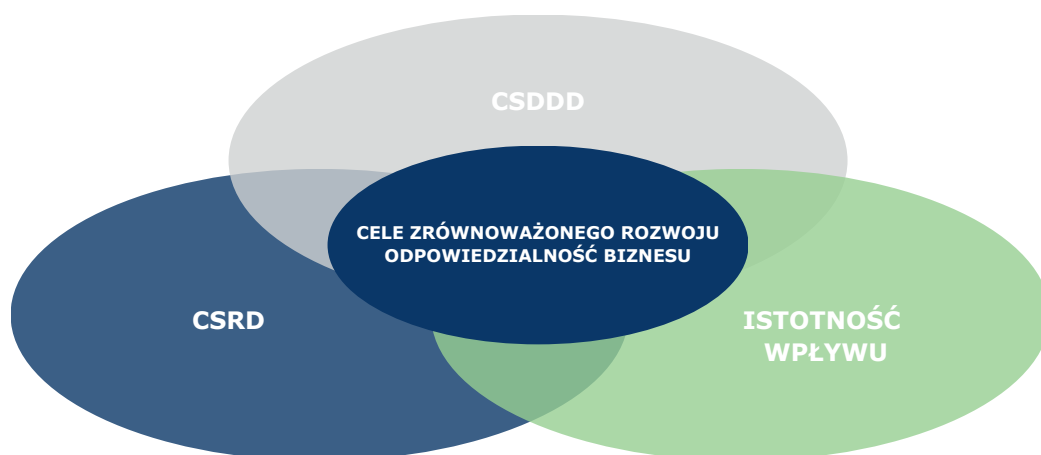 CSDDD
CELE ZRÓWNOWAŻONEGO ROZWOJU
ODPOWIEDZIALNOŚĆ BIZNESU
CSRD
ISTOTNOŚĆ
WPŁYWU